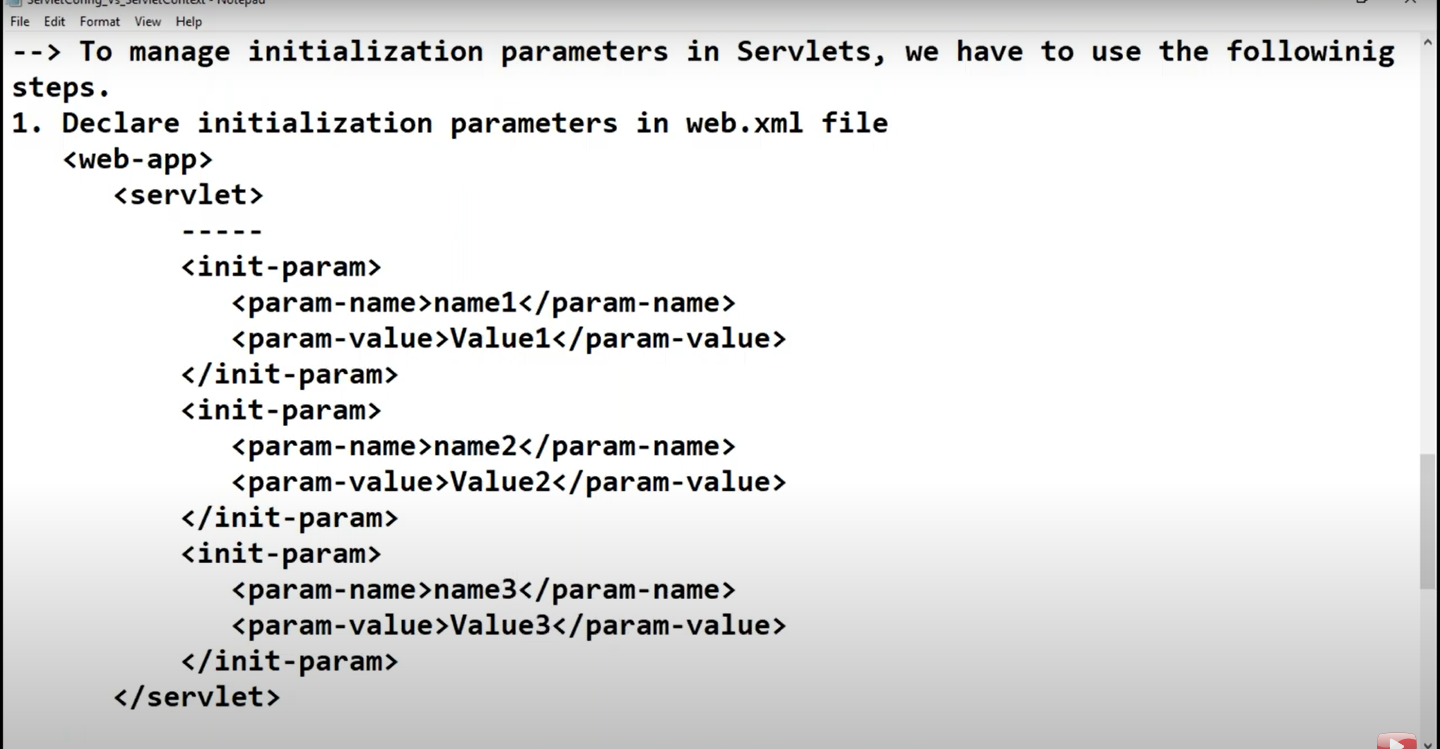 ServletConfig_Vs_ServletContext - Notepad
File Edit Format View Help
--> To manage initialization parameters in Servlets, we have to use the followinig
steps.
1. Declare initialization parameters in web.xml file
<web-app>
<servlet>
-----
<init-param>
<param-name>name1</param-name>
<param-value>Value1</param-value>
</init-param>
<init-param>
<param-name>name2</param-name>
<param-value>Value2</param-value>
</init-param>
<init-param>
<param-name>name3</param-name>
<param-value>Value3</param-value>
</init-param>
</servlet>